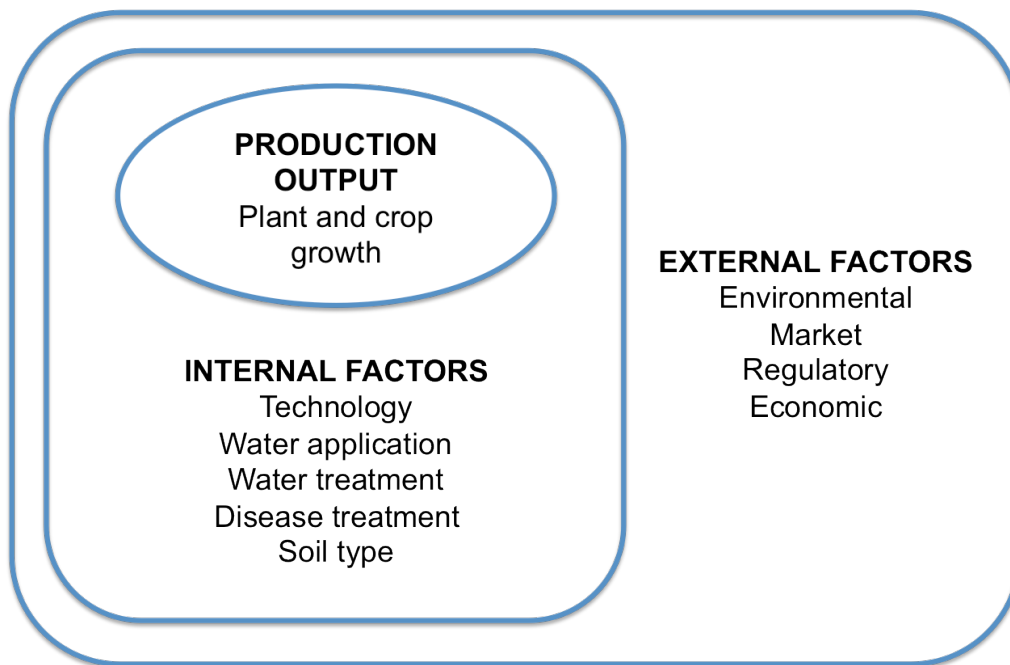 PRODUCTION
OUTPUT
Plant and crop
growth
INTERNAL FACTORS
Technology
Water application
Water treatment
Disease treatment
Soil type
EXTERNAL FACTORS
Environmental
Market
Regulatory
Economic